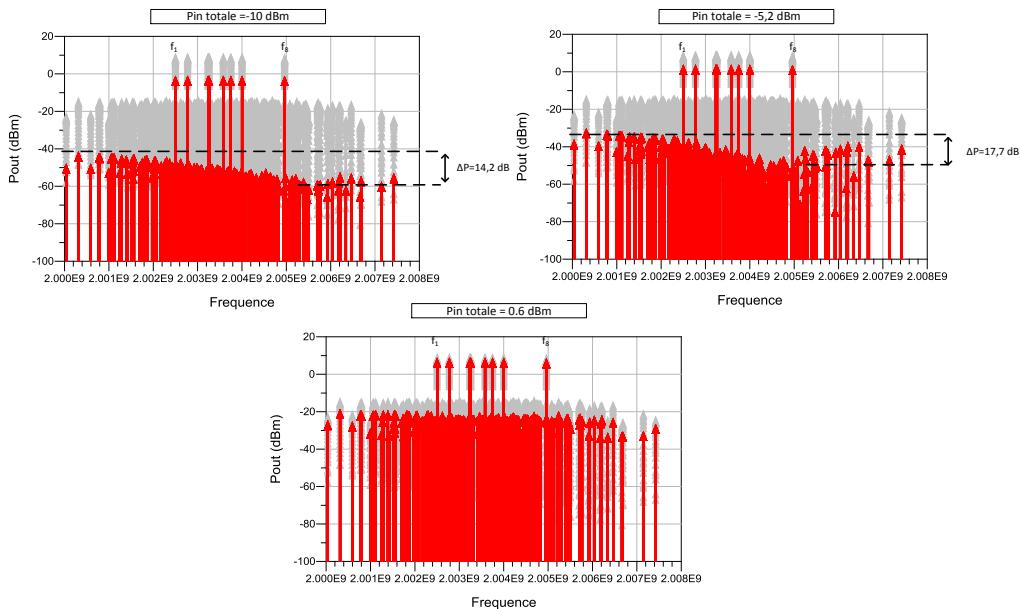 Pin totale =-10 dBm
20
0
-20
-40
-60
-80
-100
Pout (dBm)
f1
f8
ΔP=14,2 dB
2.000E9 2.001E9 2.002E9 2.003E9 2.004E9 2.005E9 2.006E9 2.007E9 2.008E9
Frequence
Pin totale = -5,2 dBm
20
0
-20
-40
-60
-80
-100
Pout (dBm)
f1
f8
ΔP=17,7 dB
2.000E9 2.001E9 2.002E9 2.003E9 2.004E9 2.005E9 2.006E9 2.007E9 2.008E9
Frequence
Pin totale = 0.6 dBm
20
0
-20
-40
-60
-80
-100
Pout (dBm)
f1
f8
2.000E9 2.001E9 2.002E9 2.003E9 2.004E9 2.005E9 2.006E9 2.007E9 2.008E9
Frequence